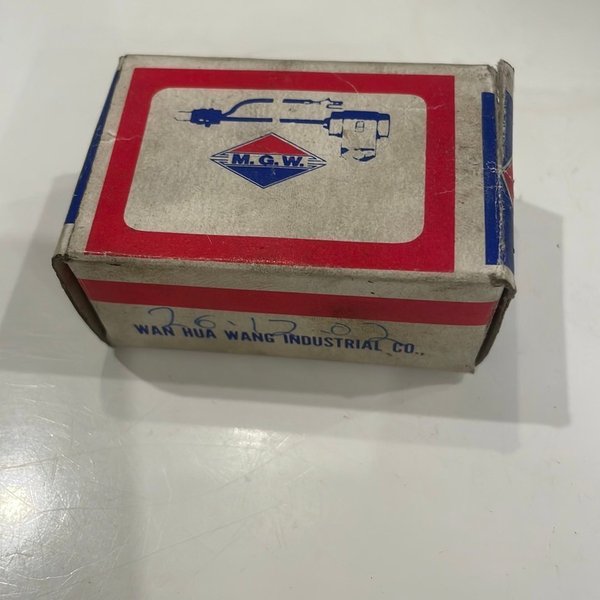 M.G.W.
26.12.02
WAN HUA WANG INDUSTRIAL CO.,